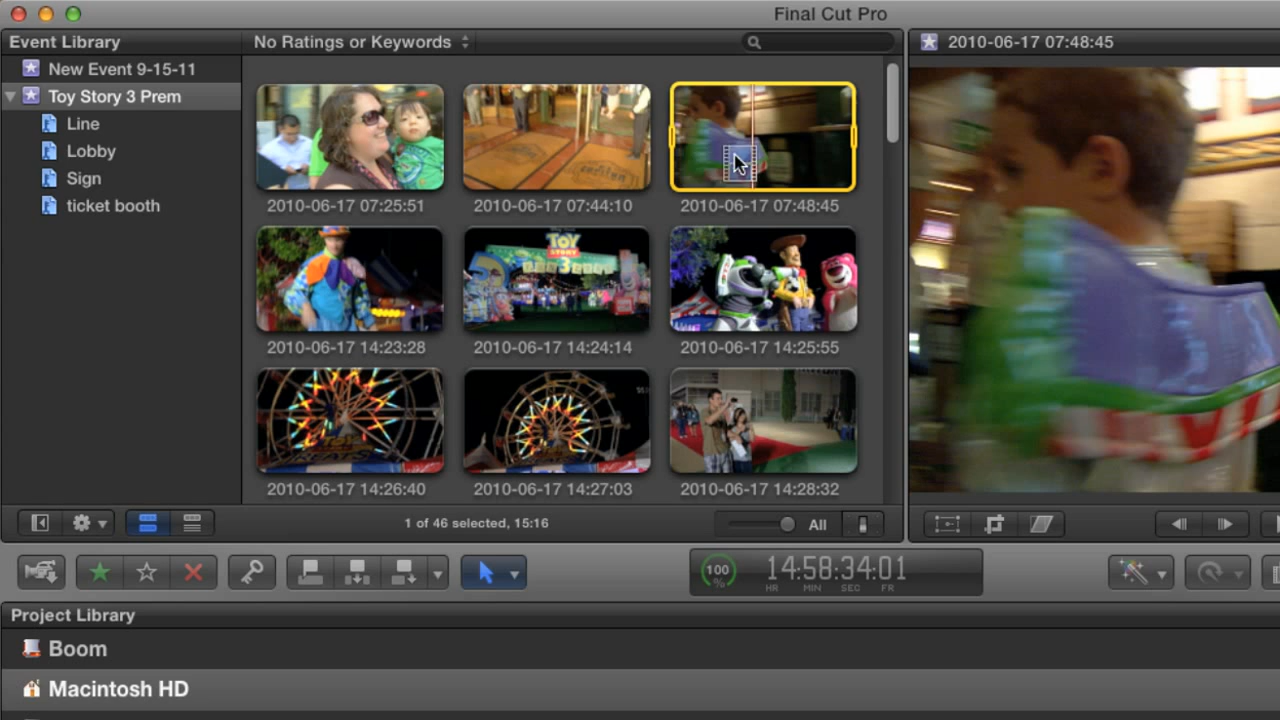 Final Cut Pro
Event Library
No Ratings or Keywords
2010-06-17 07:48:45
New Event 9-15-11
Toy Story 3 Prem
Line
Lobby
Sign
ticket booth
2010-06-17 07:25:51
2010-06-17 07:44:10
2010-06-17 07:48:45
TOY
STORY
3
2010-06-17 14:23:28
2010-06-17 14:24:14
2010-06-17 14:25:55
2010-06-17 14:26:40
2010-06-17 14:27:03
2010-06-17 14:28:32
1 of 46 selected, 15:16
All
100
%
14:58:34:01
HR MIN SEC FR
Project Library
Boom
Macintosh HD